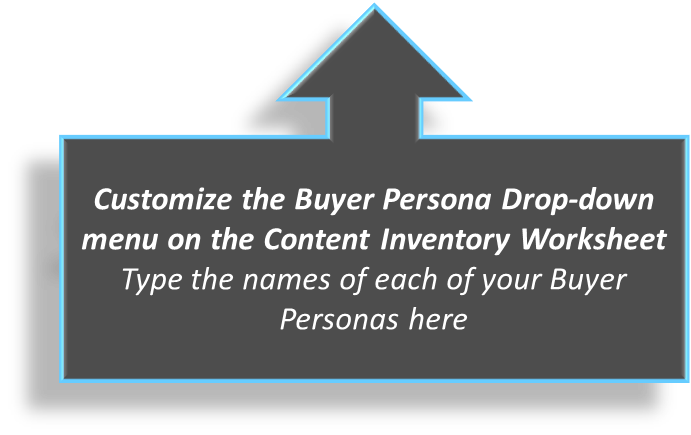 Customize the Buyer Persona Drop-down
menu on the Content Inventory Worksheet
Type the names of each of your Buyer
Personas here